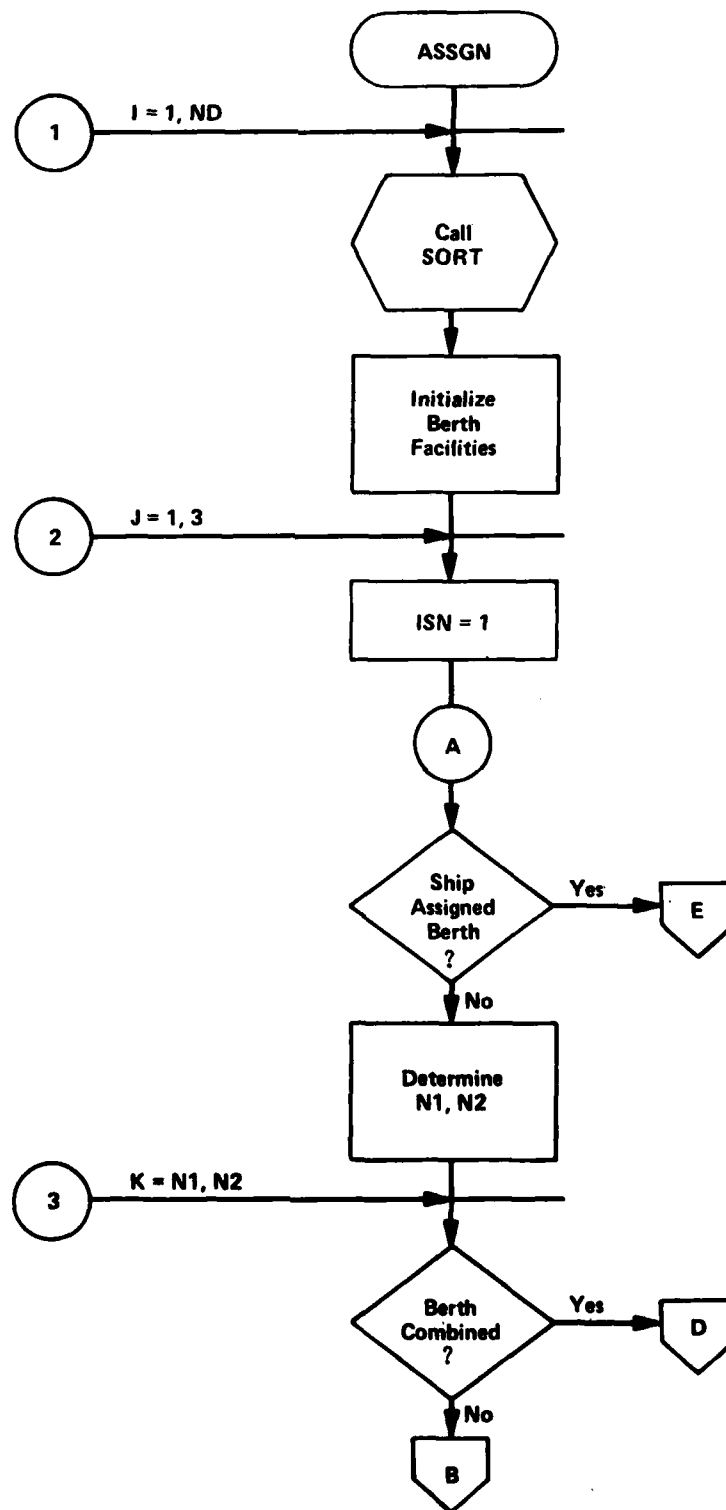 ASSGN
1
I = 1, ND
Call
SORT
Initialize
Berth
Facilities
2
J = 1, 3
ISN = 1
A
Ship
Assigned
Berth
?
Yes
E
No
Determine
N1, N2
3
K = N1, N2
Berth
Combined
?
Yes
D
No
B